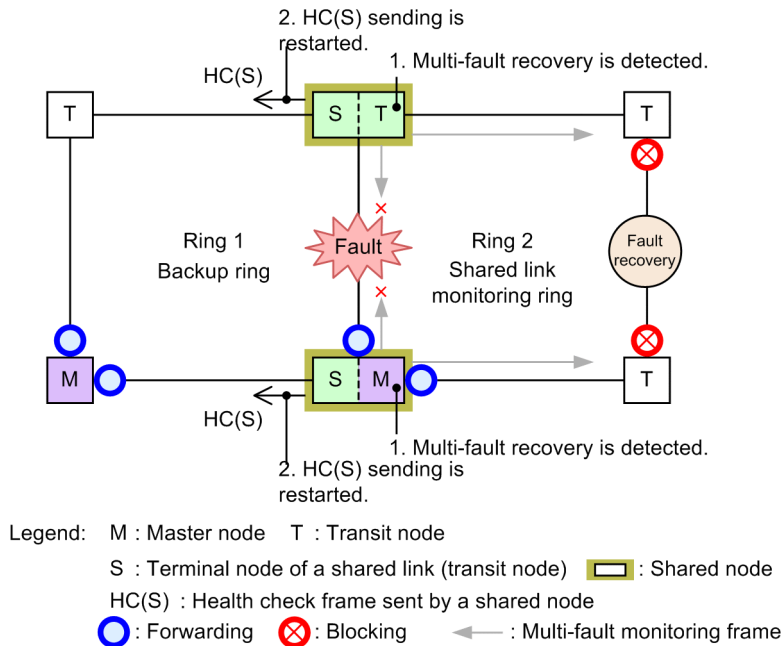 2. HC(S) sending is
restarted.
1. Multi-fault recovery is detected.
HC(S)
T
S
T
T
Ring 1
Backup ring
Fault
Ring 2
Shared link
monitoring ring
Fault
recovery
M
S
M
T
HC(S)
1. Multi-fault recovery is detected.
2. HC(S) sending is
restarted.
Legend: M : Master node T : Transit node
S : Terminal node of a shared link (transit node) : Shared node
HC(S) : Health check frame sent by a shared node
: Forwarding : Blocking : Multi-fault monitoring frame